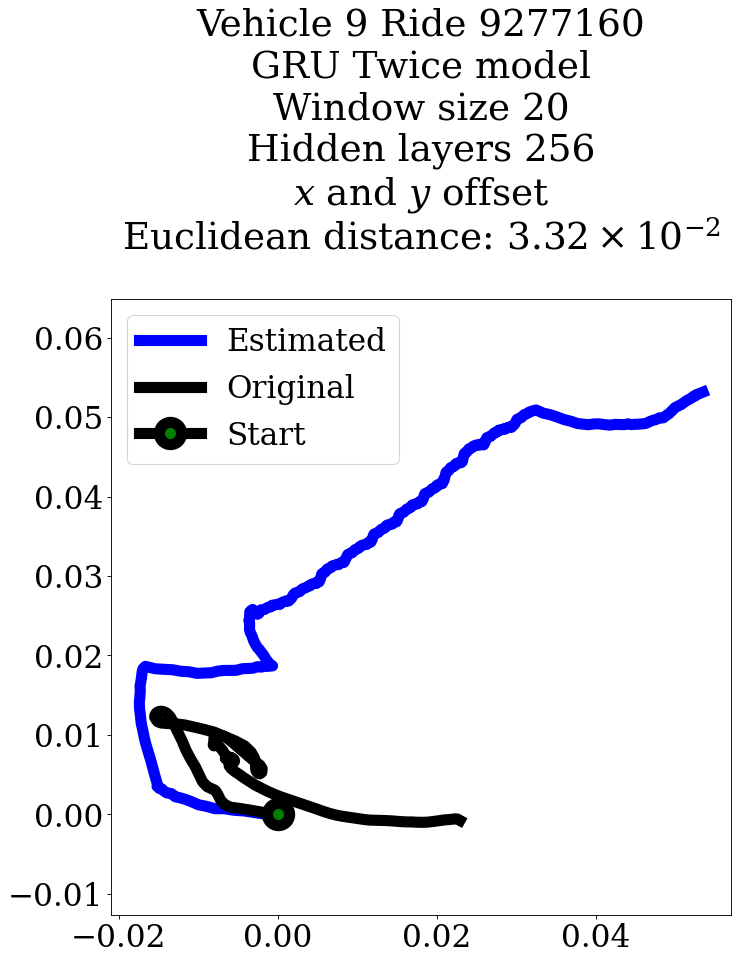 Vehicle 9 Ride 9277160
GRU Twice model
Window size 20
Hidden layers 256
x and y offset
Euclidean distance: 3.32 × 10⁻²
Estimated
Original
Start
0.06
0.05
0.04
0.03
0.02
0.01
0.00
−0.01
−0.02 0.00 0.02 0.04